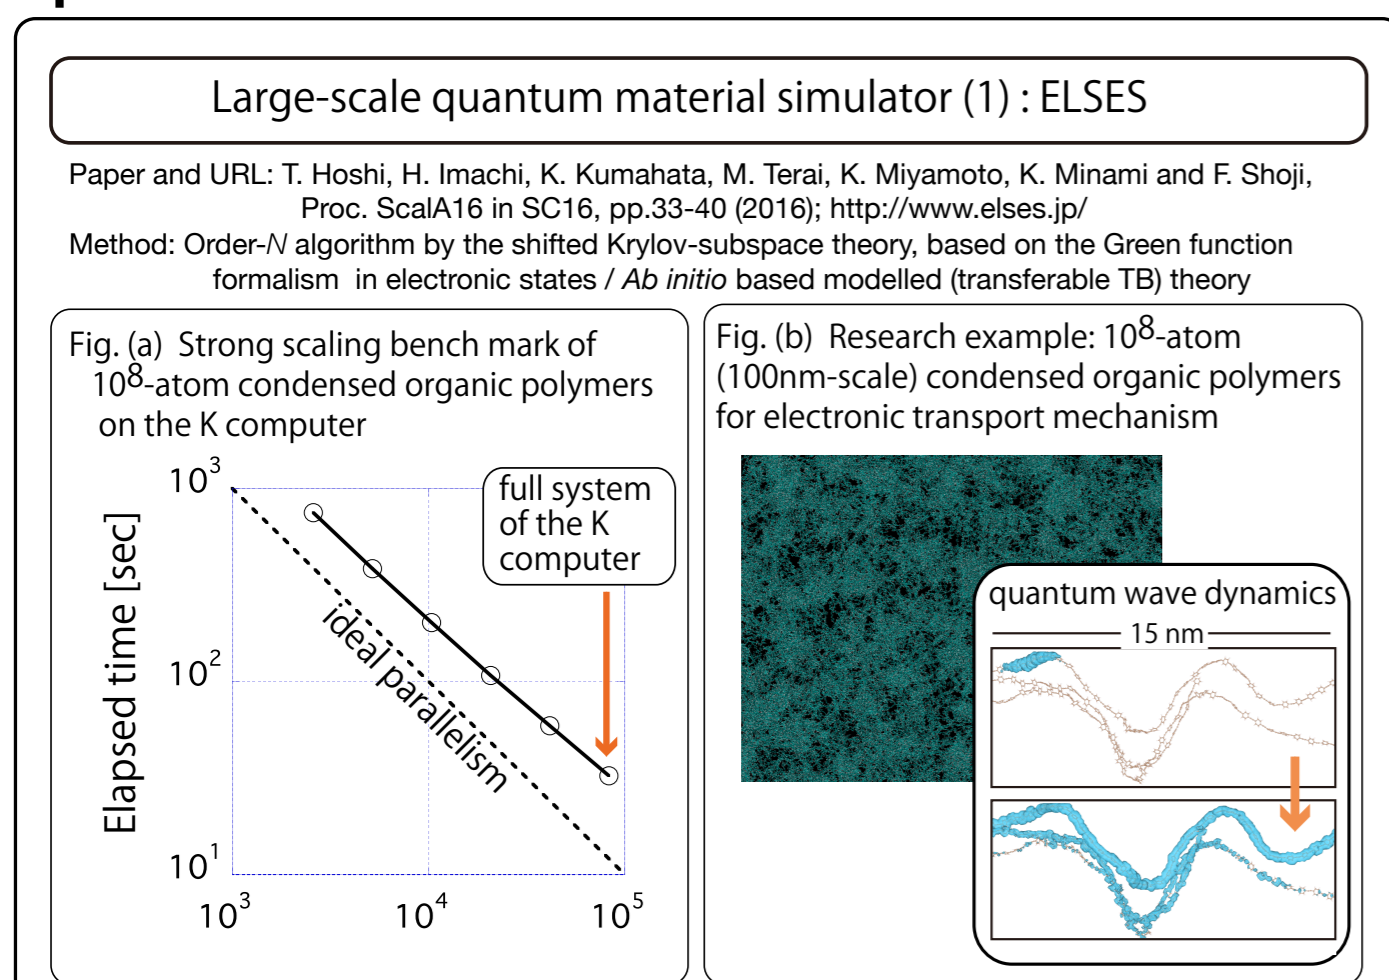 Large-scale quantum material simulator (1) : ELSES
Paper and URL: T. Hoshi, H. Imachi, K. Kumahata, M. Terai, K. Miyamoto, K. Minami and F. Shoji,
Proc. ScalA16 in SC16, pp.33-40 (2016); http://www.elses.jp/
Method: Order-N algorithm by the shifted Krylov-subspace theory, based on the Green function
formalism in electronic states / Ab initio based modelled (transferable TB) theory
Fig. (a) Strong scaling bench mark of
10⁸-atom condensed organic polymers
on the K computer
10³
full system
of the K
computer
Elapsed time [sec]
ideal parallelism
10²
10¹
10³
10⁴
10⁵
Fig. (b) Research example: 10⁸-atom
(100nm-scale) condensed organic polymers
for electronic transport mechanism
quantum wave dynamics
15 nm